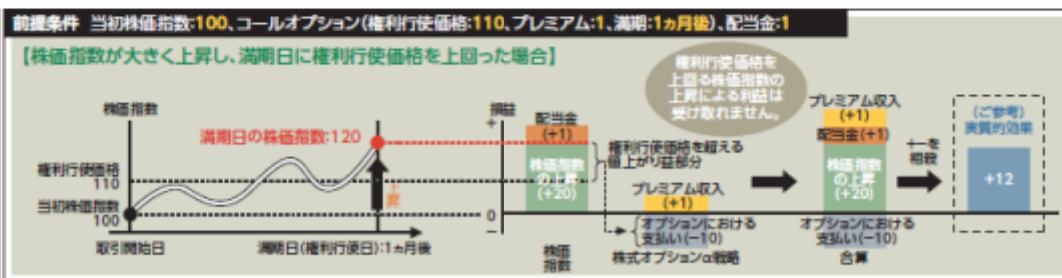 前提条件 当初株価指数:100、コールオプション(権利行使価格:110、プレミアム:1、満期:1ヵ月後)、配当金:1
【株価指数が大きく上昇し、満期日に権利行使価格を上回った場合】
権利行使価格を
上回る株価指数の
上昇による利益は
受け取れません。
株価指数
満期日の株価指数:120
権利行使価格
110
当初株価指数
100
上昇
取引開始日
満期日(権利行使日):1ヵ月後
損益
+
0
−
配当金
(+1)
株価指数
の上昇
(+20)
権利行使価格を超える
値上がり益部分
プレミアム収入
(+1)
オプションにおける
支払い(−10)
株価
指数
株式オプションα戦略
プレミアム収入
(+1)
配当金(+1)
株価指数
の上昇
(+20)
オプションにおける
支払い(−10)
合算
+−を
相殺
(ご参考)
実質的効果
+12